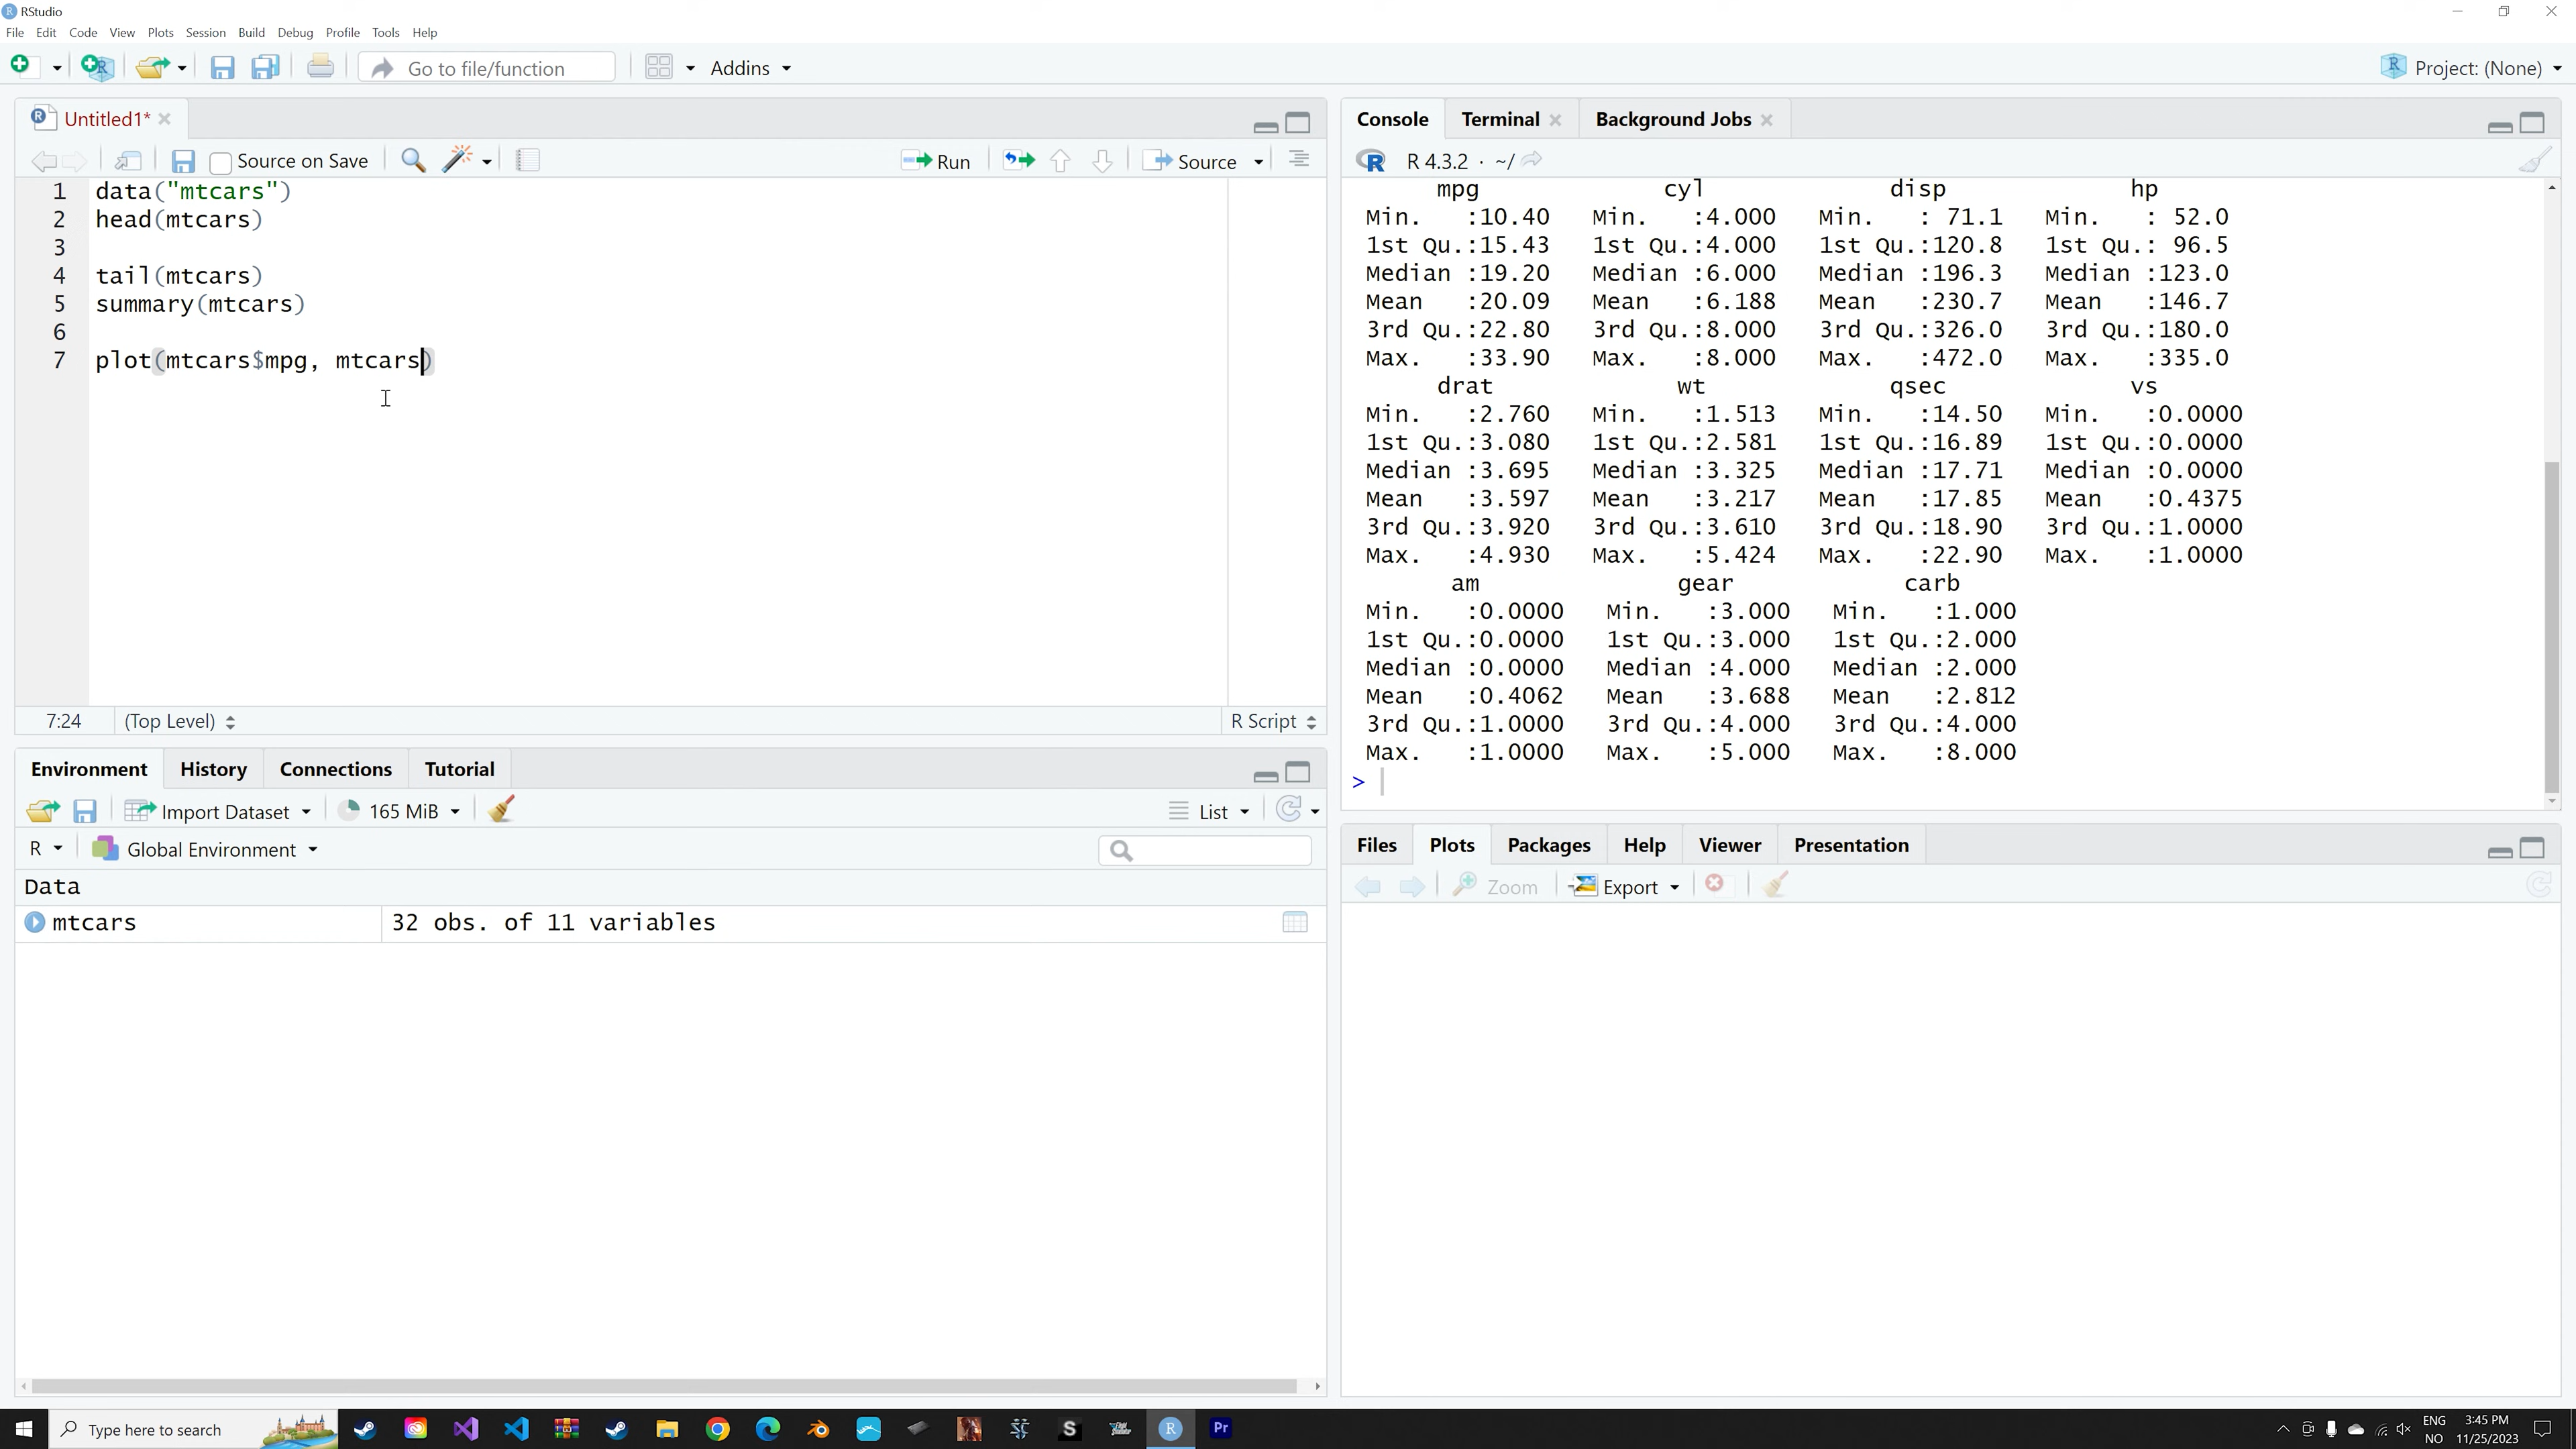 RStudio
File Edit Code View Plots Session Build Debug Profile Tools Help
Go to file/function Addins Project: (None)
Untitled1*
Source on Save Run Source
1 data("mtcars")
2 head(mtcars)
3
4 tail(mtcars)
5 summary(mtcars)
6
7 plot(mtcars$mpg, mtcars)
7:24 (Top Level) R Script
Environment History Connections Tutorial
Import Dataset 165 MiB List
R Global Environment
Data
mtcars 32 obs. of 11 variables
Console Terminal Background Jobs
R 4.3.2 · ~/
mpg cyl disp hp
Min. :10.40 Min. :4.000 Min. : 71.1 Min. : 52.0
1st Qu.:15.43 1st Qu.:4.000 1st Qu.:120.8 1st Qu.: 96.5
Median :19.20 Median :6.000 Median :196.3 Median :123.0
Mean :20.09 Mean :6.188 Mean :230.7 Mean :146.7
3rd Qu.:22.80 3rd Qu.:8.000 3rd Qu.:326.0 3rd Qu.:180.0
Max. :33.90 Max. :8.000 Max. :472.0 Max. :335.0
drat wt qsec vs
Min. :2.760 Min. :1.513 Min. :14.50 Min. :0.0000
1st Qu.:3.080 1st Qu.:2.581 1st Qu.:16.89 1st Qu.:0.0000
Median :3.695 Median :3.325 Median :17.71 Median :0.0000
Mean :3.597 Mean :3.217 Mean :17.85 Mean :0.4375
3rd Qu.:3.920 3rd Qu.:3.610 3rd Qu.:18.90 3rd Qu.:1.0000
Max. :4.930 Max. :5.424 Max. :22.90 Max. :1.0000
am gear carb
Min. :0.0000 Min. :3.000 Min. :1.000
1st Qu.:0.0000 1st Qu.:3.000 1st Qu.:2.000
Median :0.0000 Median :4.000 Median :2.000
Mean :0.4062 Mean :3.688 Mean :2.812
3rd Qu.:1.0000 3rd Qu.:4.000 3rd Qu.:4.000
Max. :1.0000 Max. :5.000 Max. :8.000
>
Files Plots Packages Help Viewer Presentation
Zoom Export
Type here to search
R
Pr
ENG
NO
3:45 PM
11/25/2023